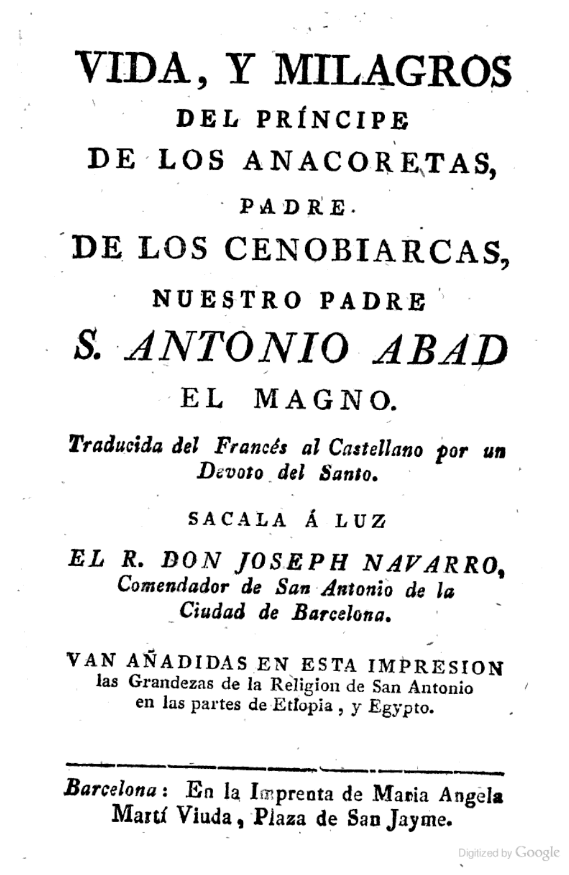 VIDA, Y MILAGROS
DEL PRÍNCIPE
DE LOS ANACORETAS,
PADRE
DE LOS CENOBIARCAS,
NUESTRO PADRE
S. ANTONIO ABAD
EL MAGNO.
Traducida del Francés al Castellano por un
Devoto del Santo.
SACALA Á LUZ
EL R. DON JOSEPH NAVARRO,
Comendador de San Antonio de la
Ciudad de Barcelona.
VAN AÑADIDAS EN ESTA IMPRESION
las Grandezas de la Religion de San Antonio
en las partes de Etiopia, y Egypto.
Barcelona: En la Imprenta de Maria Angela
Martí Viuda, Plaza de San Jayme.
Digitized by Google